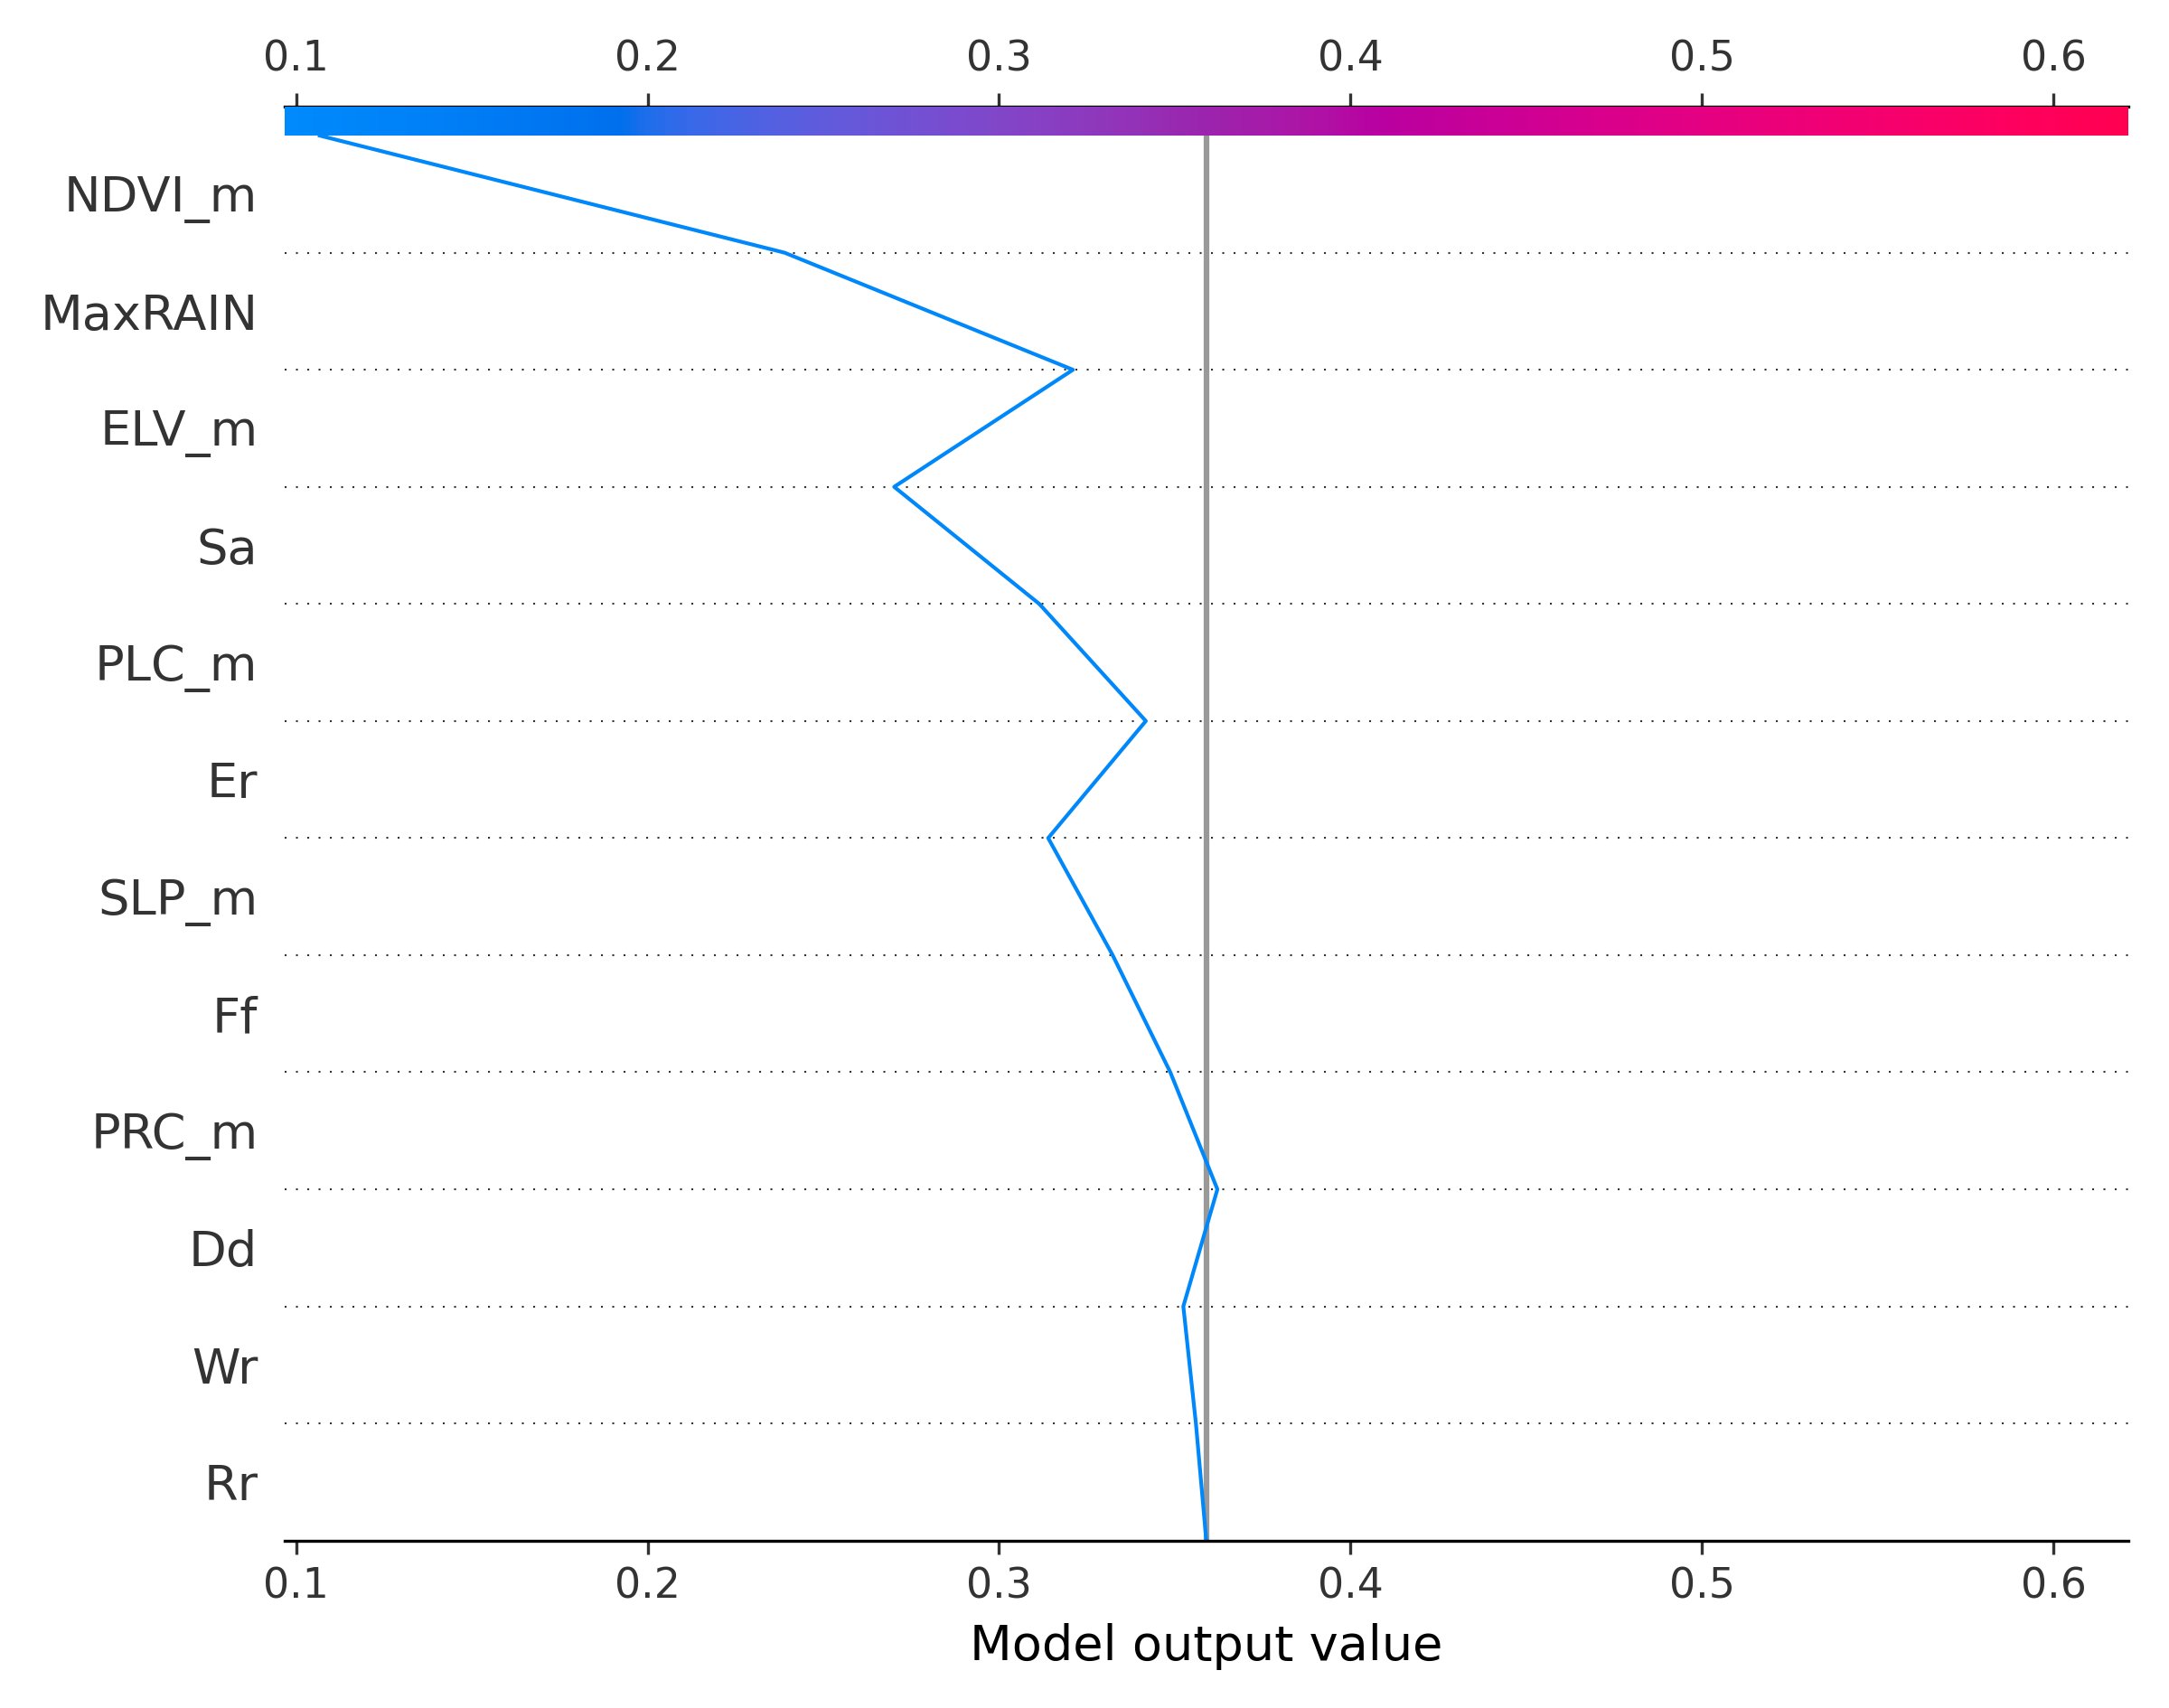 0.1 0.2 0.3 0.4 0.5 0.6
NDVI_m
MaxRAIN
ELV_m
Sa
PLC_m
Er
SLP_m
Ff
PRC_m
Dd
Wr
Rr
0.1 0.2 0.3 0.4 0.5 0.6
Model output value